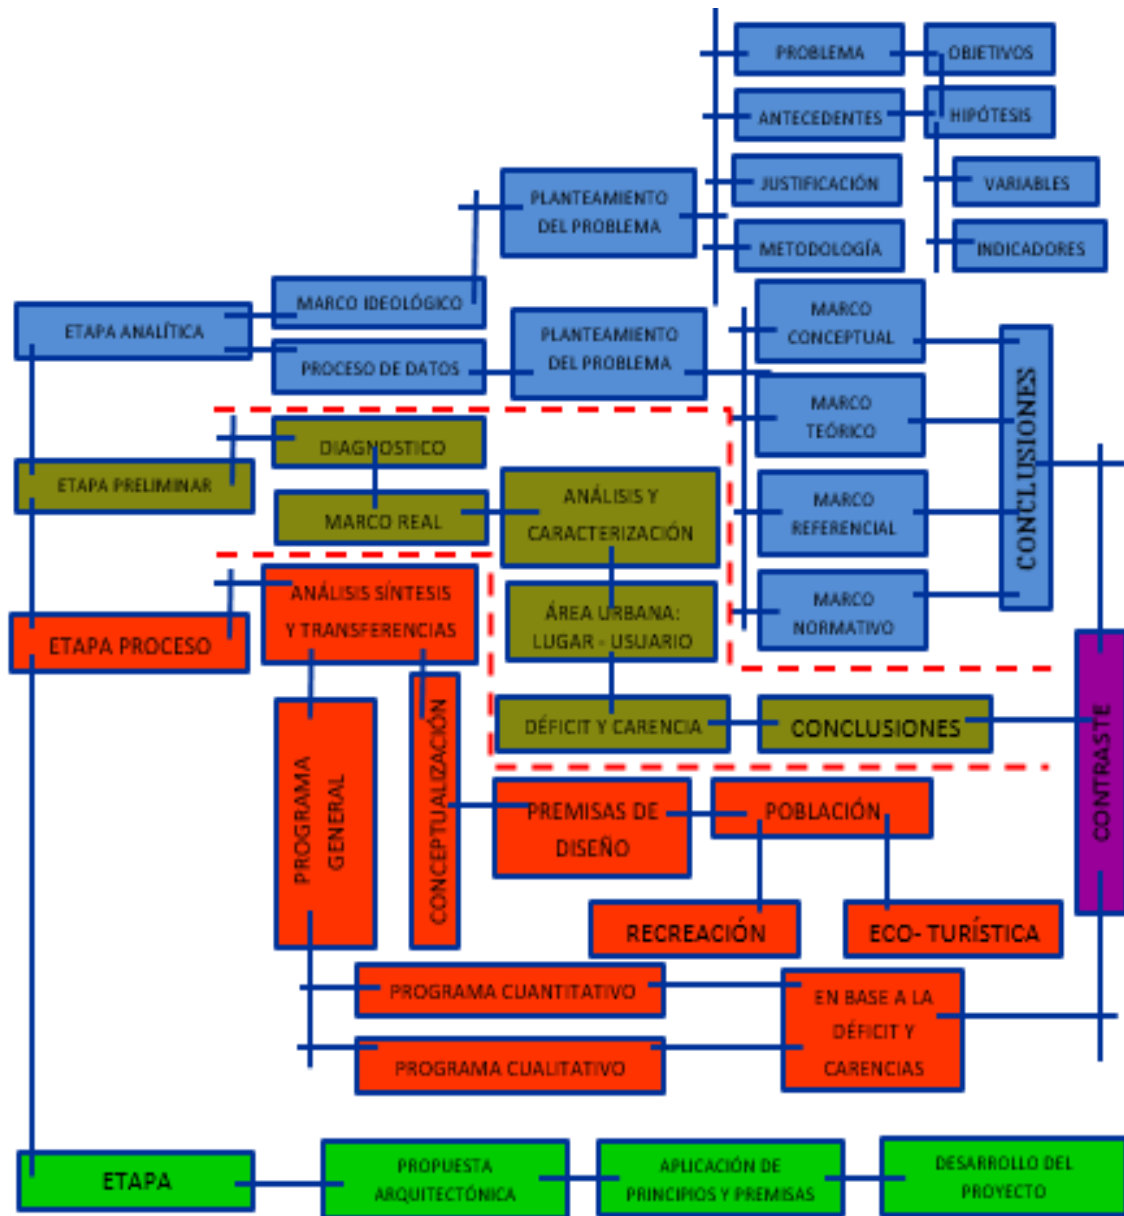 PROBLEMA
OBJETIVOS
ANTECEDENTES
HIPÓTESIS
JUSTIFICACIÓN
VARIABLES
METODOLOGÍA
INDICADORES
PLANTEAMIENTO
DEL PROBLEMA
MARCO IDEOLÓGICO
ETAPA ANALÍTICA
PROCESO DE DATOS
PLANTEAMIENTO
DEL PROBLEMA
MARCO
CONCEPTUAL
MARCO
TEÓRICO
MARCO
REFERENCIAL
MARCO
NORMATIVO
CONCLUSIONES
DIAGNOSTICO
ETAPA PRELIMINAR
MARCO REAL
ANÁLISIS Y
CARACTERIZACIÓN
ÁREA URBANA:
LUGAR - USUARIO
DÉFICIT Y CARENCIA
CONCLUSIONES
CONTRASTE
ANÁLISIS SÍNTESIS
Y TRANSFERENCIAS
ETAPA PROCESO
PROGRAMA
GENERAL
CONCEPTUALIZACIÓN
PREMISAS DE
DISEÑO
POBLACIÓN
RECREACIÓN
ECO- TURÍSTICA
PROGRAMA CUANTITATIVO
PROGRAMA CUALITATIVO
EN BASE A LA
DÉFICIT Y
CARENCIAS
ETAPA
PROPUESTA
ARQUITECTÓNICA
APLICACIÓN DE
PRINCIPIOS Y PREMISAS
DESARROLLO DEL
PROYECTO